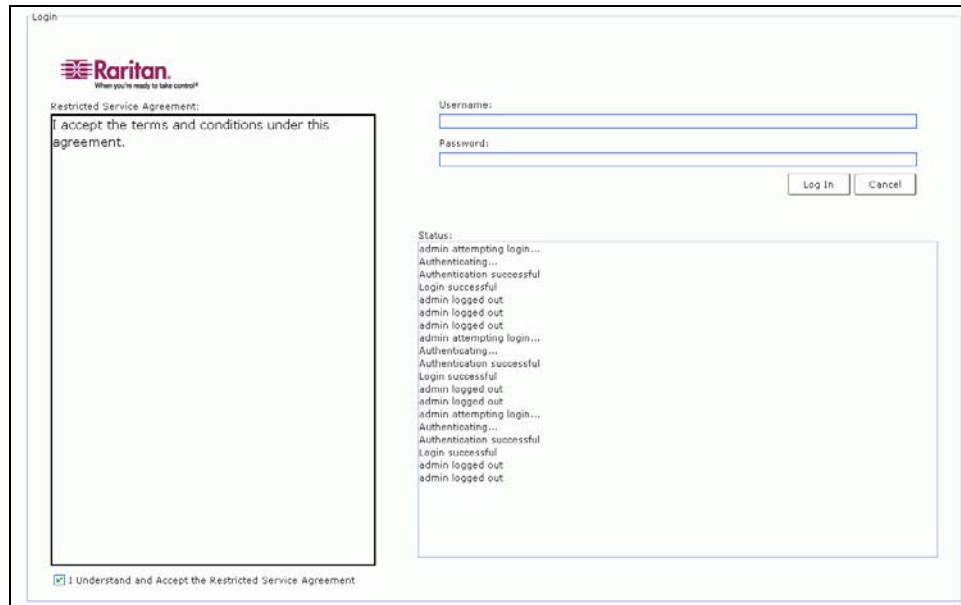 Login
Raritan.
When you're ready to take control®
Restricted Service Agreement:
I accept the terms and conditions under this
agreement.
I Understand and Accept the Restricted Service Agreement
Username:
Password:
Log In
Cancel
Status:
admin attempting login...
Authenticating...
Authentication successful
Login successful
admin logged out
admin logged out
admin logged out
admin attempting login...
Authenticating...
Authentication successful
Login successful
admin logged out
admin logged out
admin attempting login...
Authenticating...
Authentication successful
Login successful
admin logged out
admin logged out